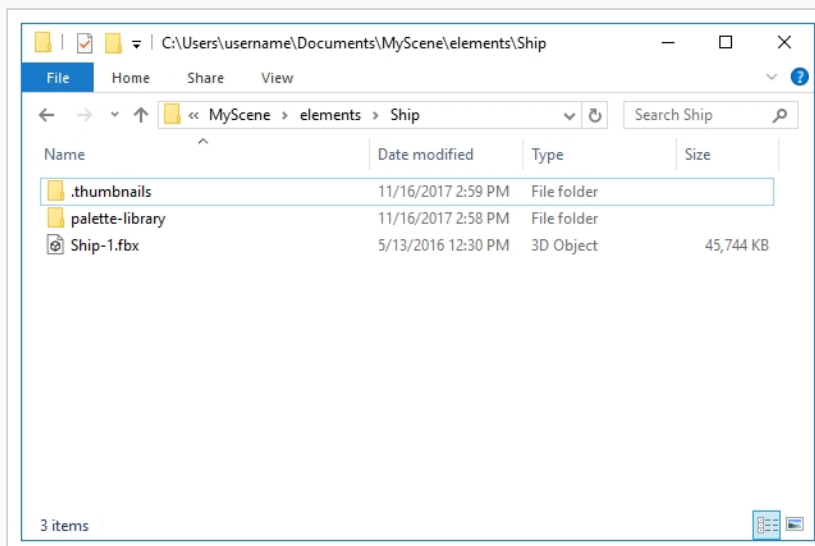 C:\Users\username\Documents\MyScene\elements\Ship
File Home Share View ?
« MyScene › elements › Ship Search Ship
Name Date modified Type Size
.thumbnails 11/16/2017 2:59 PM File folder
palette-library 11/16/2017 2:58 PM File folder
Ship-1.fbx 5/13/2016 12:30 PM 3D Object 45,744 KB
3 items